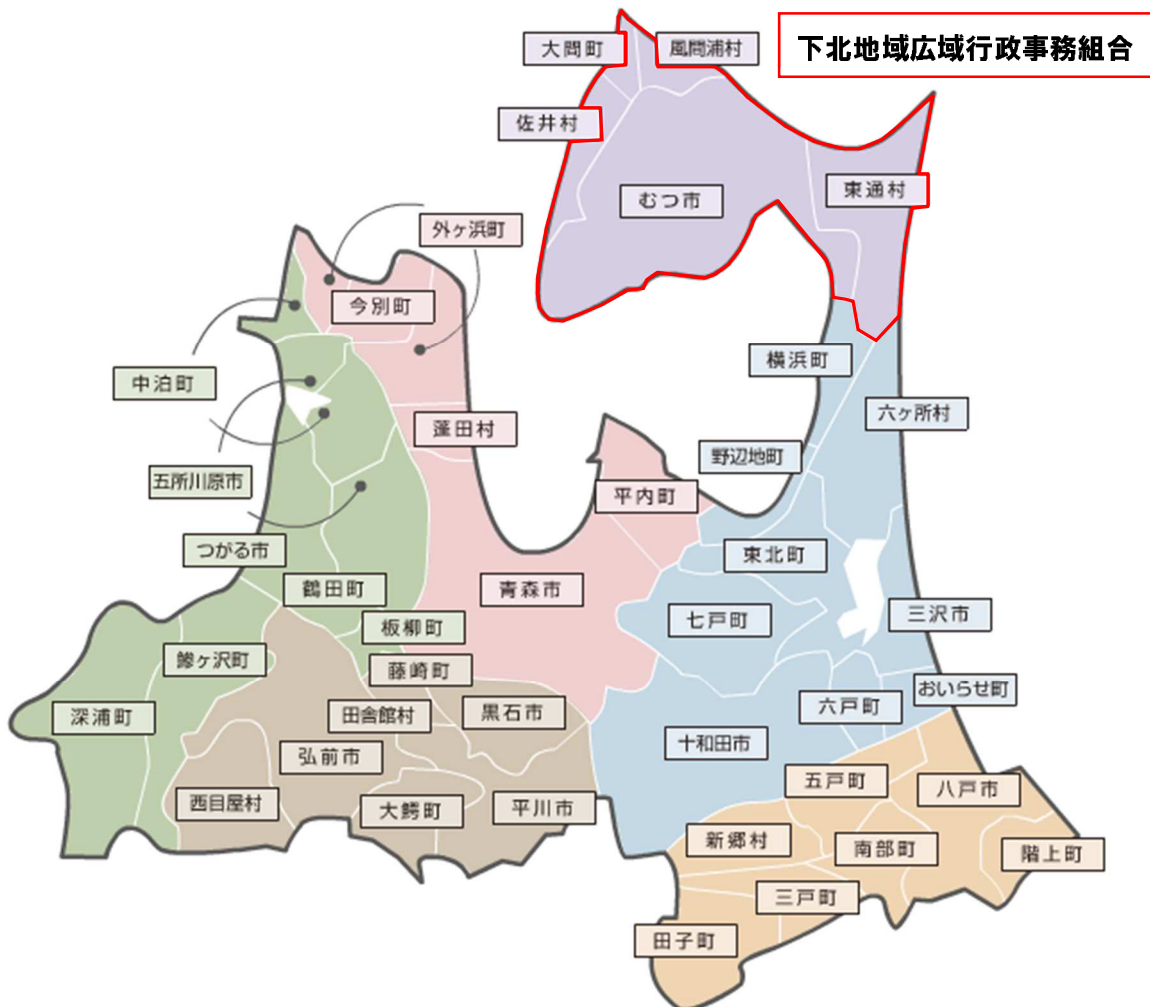 下北地域広域行政事務組合
大間町
風間浦村
佐井村
むつ市
東通村
外ヶ浜町
今別町
中泊町
蓬田村
五所川原市
つがる市
鶴田町
板柳町
鰺ヶ沢町
深浦町
青森市
平内町
横浜町
六ヶ所村
野辺地町
東北町
七戸町
三沢市
おいらせ町
六戸町
十和田市
藤崎町
田舎館村
黒石市
弘前市
西目屋村
大鰐町
平川市
五戸町
八戸市
新郷村
南部町
階上町
三戸町
田子町